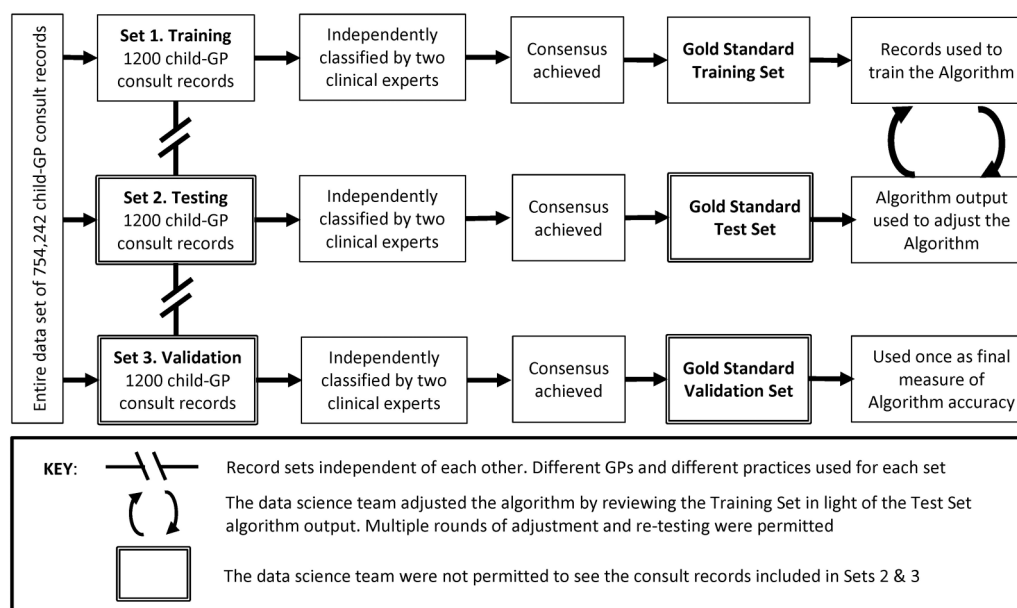 Entire data set of 754,242 child-GP consult records
Set 1. Training
1200 child-GP
consult records
Independently
classified by two
clinical experts
Consensus
achieved
Gold Standard
Training Set
Records used to
train the Algorithm
Set 2. Testing
1200 child-GP
consult records
Independently
classified by two
clinical experts
Consensus
achieved
Gold Standard
Test Set
Algorithm output
used to adjust the
Algorithm
Set 3. Validation
1200 child-GP
consult records
Independently
classified by two
clinical experts
Consensus
achieved
Gold Standard
Validation Set
Used once as final
measure of
Algorithm accuracy
KEY:
Record sets independent of each other. Different GPs and different practices used for each set
The data science team adjusted the algorithm by reviewing the Training Set in light of the Test Set
algorithm output. Multiple rounds of adjustment and re-testing were permitted
The data science team were not permitted to see the consult records included in Sets 2 & 3